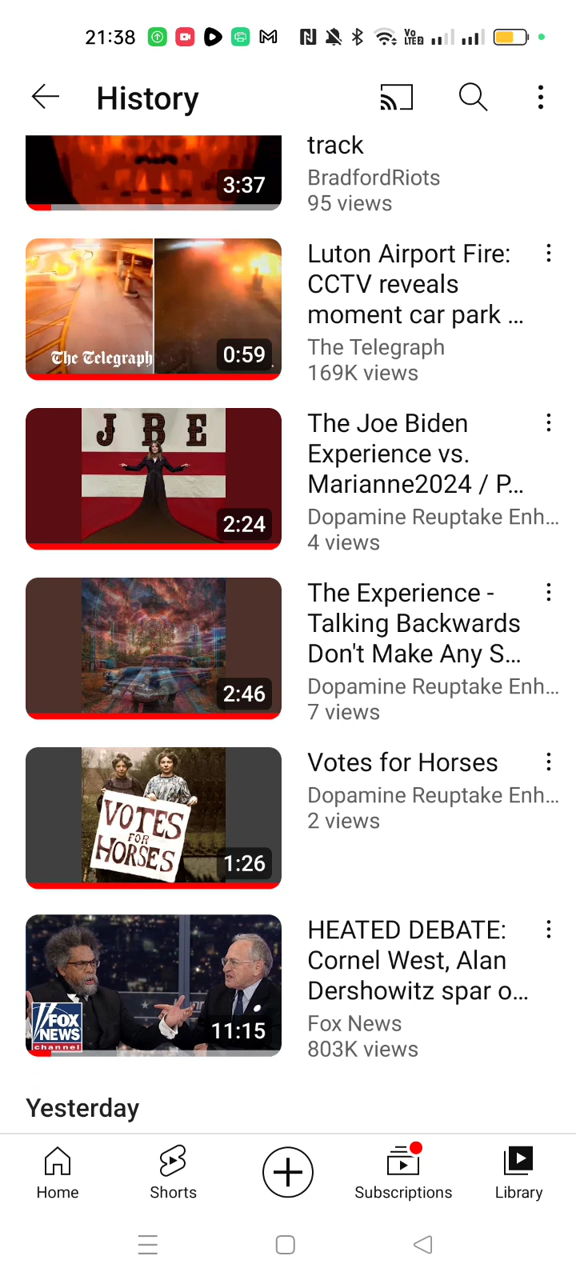 21:38
Vo
LTE2
History
track
3:37
BradfordRiots
95 views
Luton Airport Fire:
CCTV reveals
moment car park ...
The Telegraph
0:59
The Telegraph
169K views
J B E
The Joe Biden
Experience vs.
Marianne2024 / P...
2:24
Dopamine Reuptake Enh...
4 views
The Experience -
Talking Backwards
Don't Make Any S...
2:46
Dopamine Reuptake Enh...
7 views
VOTES
FOR
HORSES
1:26
Votes for Horses
Dopamine Reuptake Enh...
2 views
HEATED DEBATE:
Cornel West, Alan
Dershowitz spar o...
FOX
NEWS
channel
11:15
Fox News
803K views
Yesterday
Home
Shorts
Subscriptions
Library